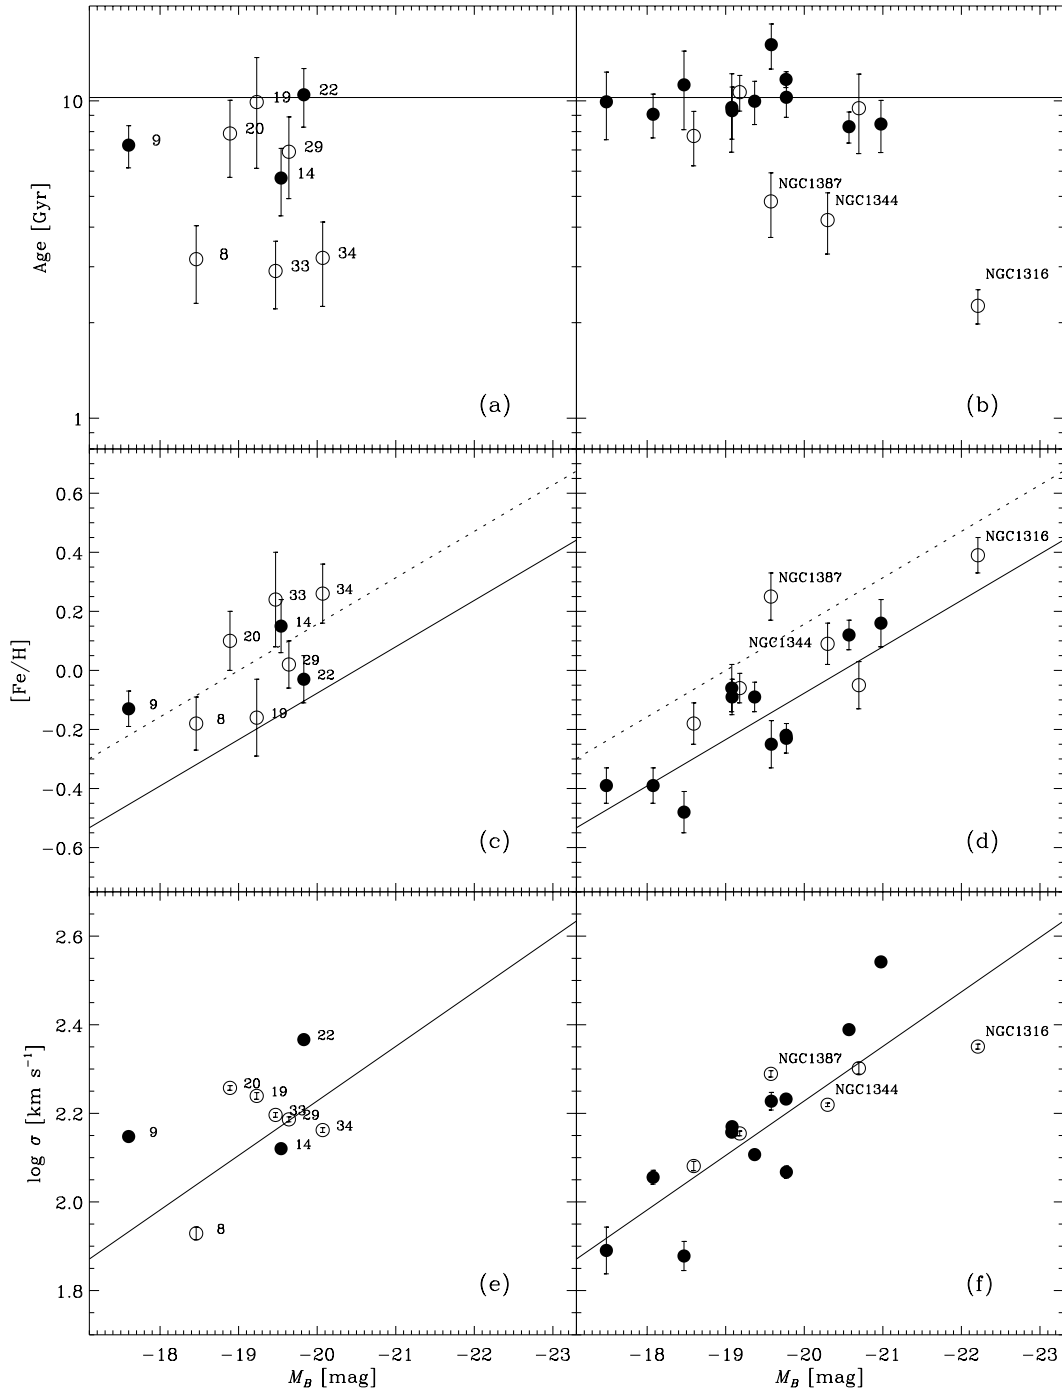 10
1
Age [Gyr]
9
20
19
22
29
14
8
33
34
(a)
NGC1387
NGC1344
NGC1316
(b)
0.6
0.4
0.2
0.0
−0.2
−0.4
−0.6
[Fe/H]
33
34
14
20
29
22
9
8
19
(c)
NGC1316
NGC1387
NGC1344
(d)
2.6
2.4
2.2
2.0
1.8
log σ [km s⁻¹]
22
20
19
33
29
34
9
14
8
(e)
NGC1316
NGC1387
NGC1344
(f)
−18 −19 −20 −21 −22 −23
−18 −19 −20 −21 −22 −23
M_B [mag]
M_B [mag]